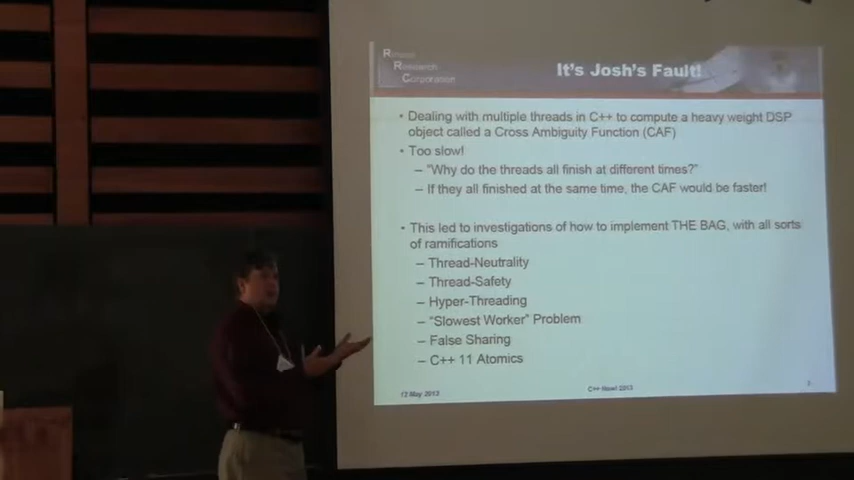 Rincon
Research
Corporation
It's Josh's Fault!
• Dealing with multiple threads in C++ to compute a heavy weight DSP
object called a Cross Ambiguity Function (CAF)
• Too slow!
– "Why do the threads all finish at different times?"
– If they all finished at the same time, the CAF would be faster!
• This led to investigations of how to implement THE BAG, with all sorts
of ramifications
– Thread-Neutrality
– Thread-Safety
– Hyper-Threading
– "Slowest Worker" Problem
– False Sharing
– C++ 11 Atomics
12 May 2013
C++ Now! 2013